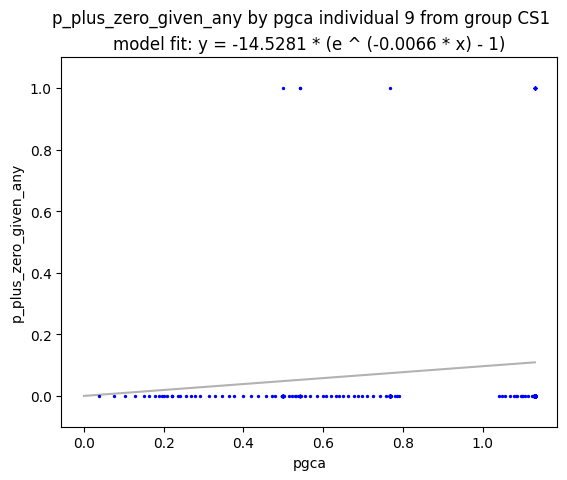 p_plus_zero_given_any by pgca individual 9 from group CS1
model fit: y = -14.5281 * (e ^ (-0.0066 * x) - 1)
1.0
0.8
0.6
0.4
0.2
0.0
p_plus_zero_given_any
0.0 0.2 0.4 0.6 0.8 1.0
pgca